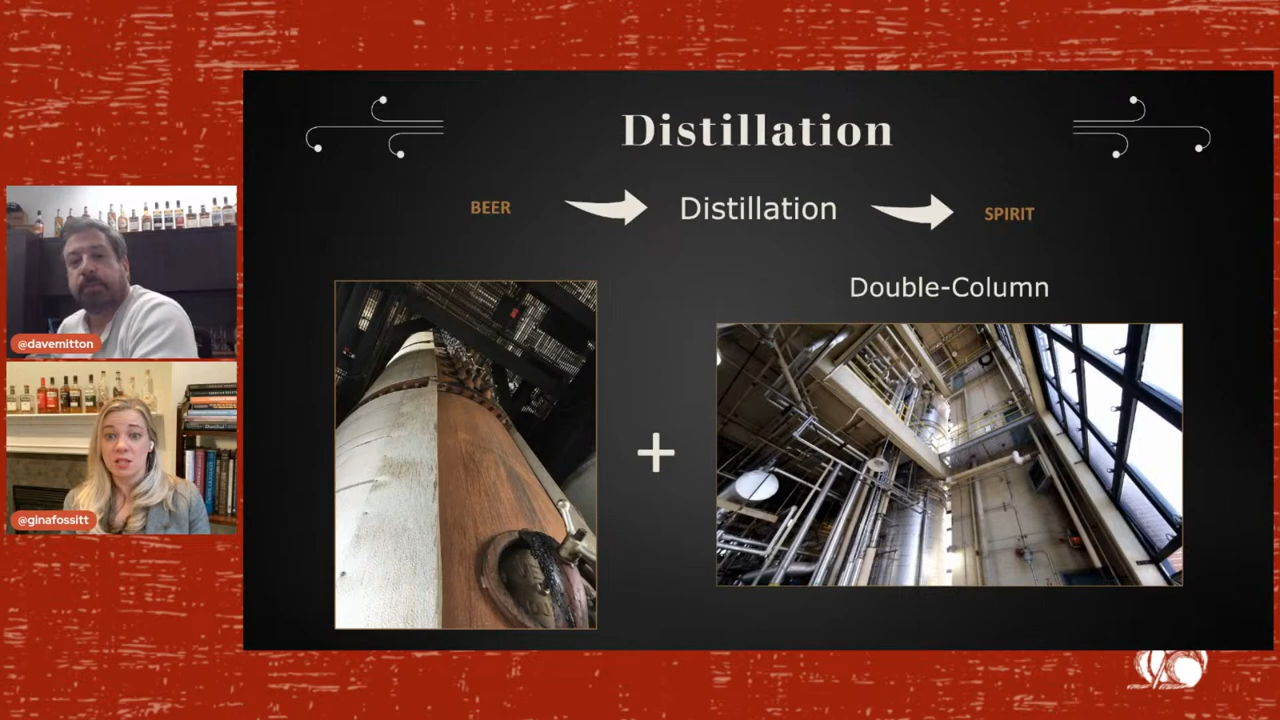 Distillation
BEER
Distillation
SPIRIT
Double-Column
+
@davemitton
@ginafossitt